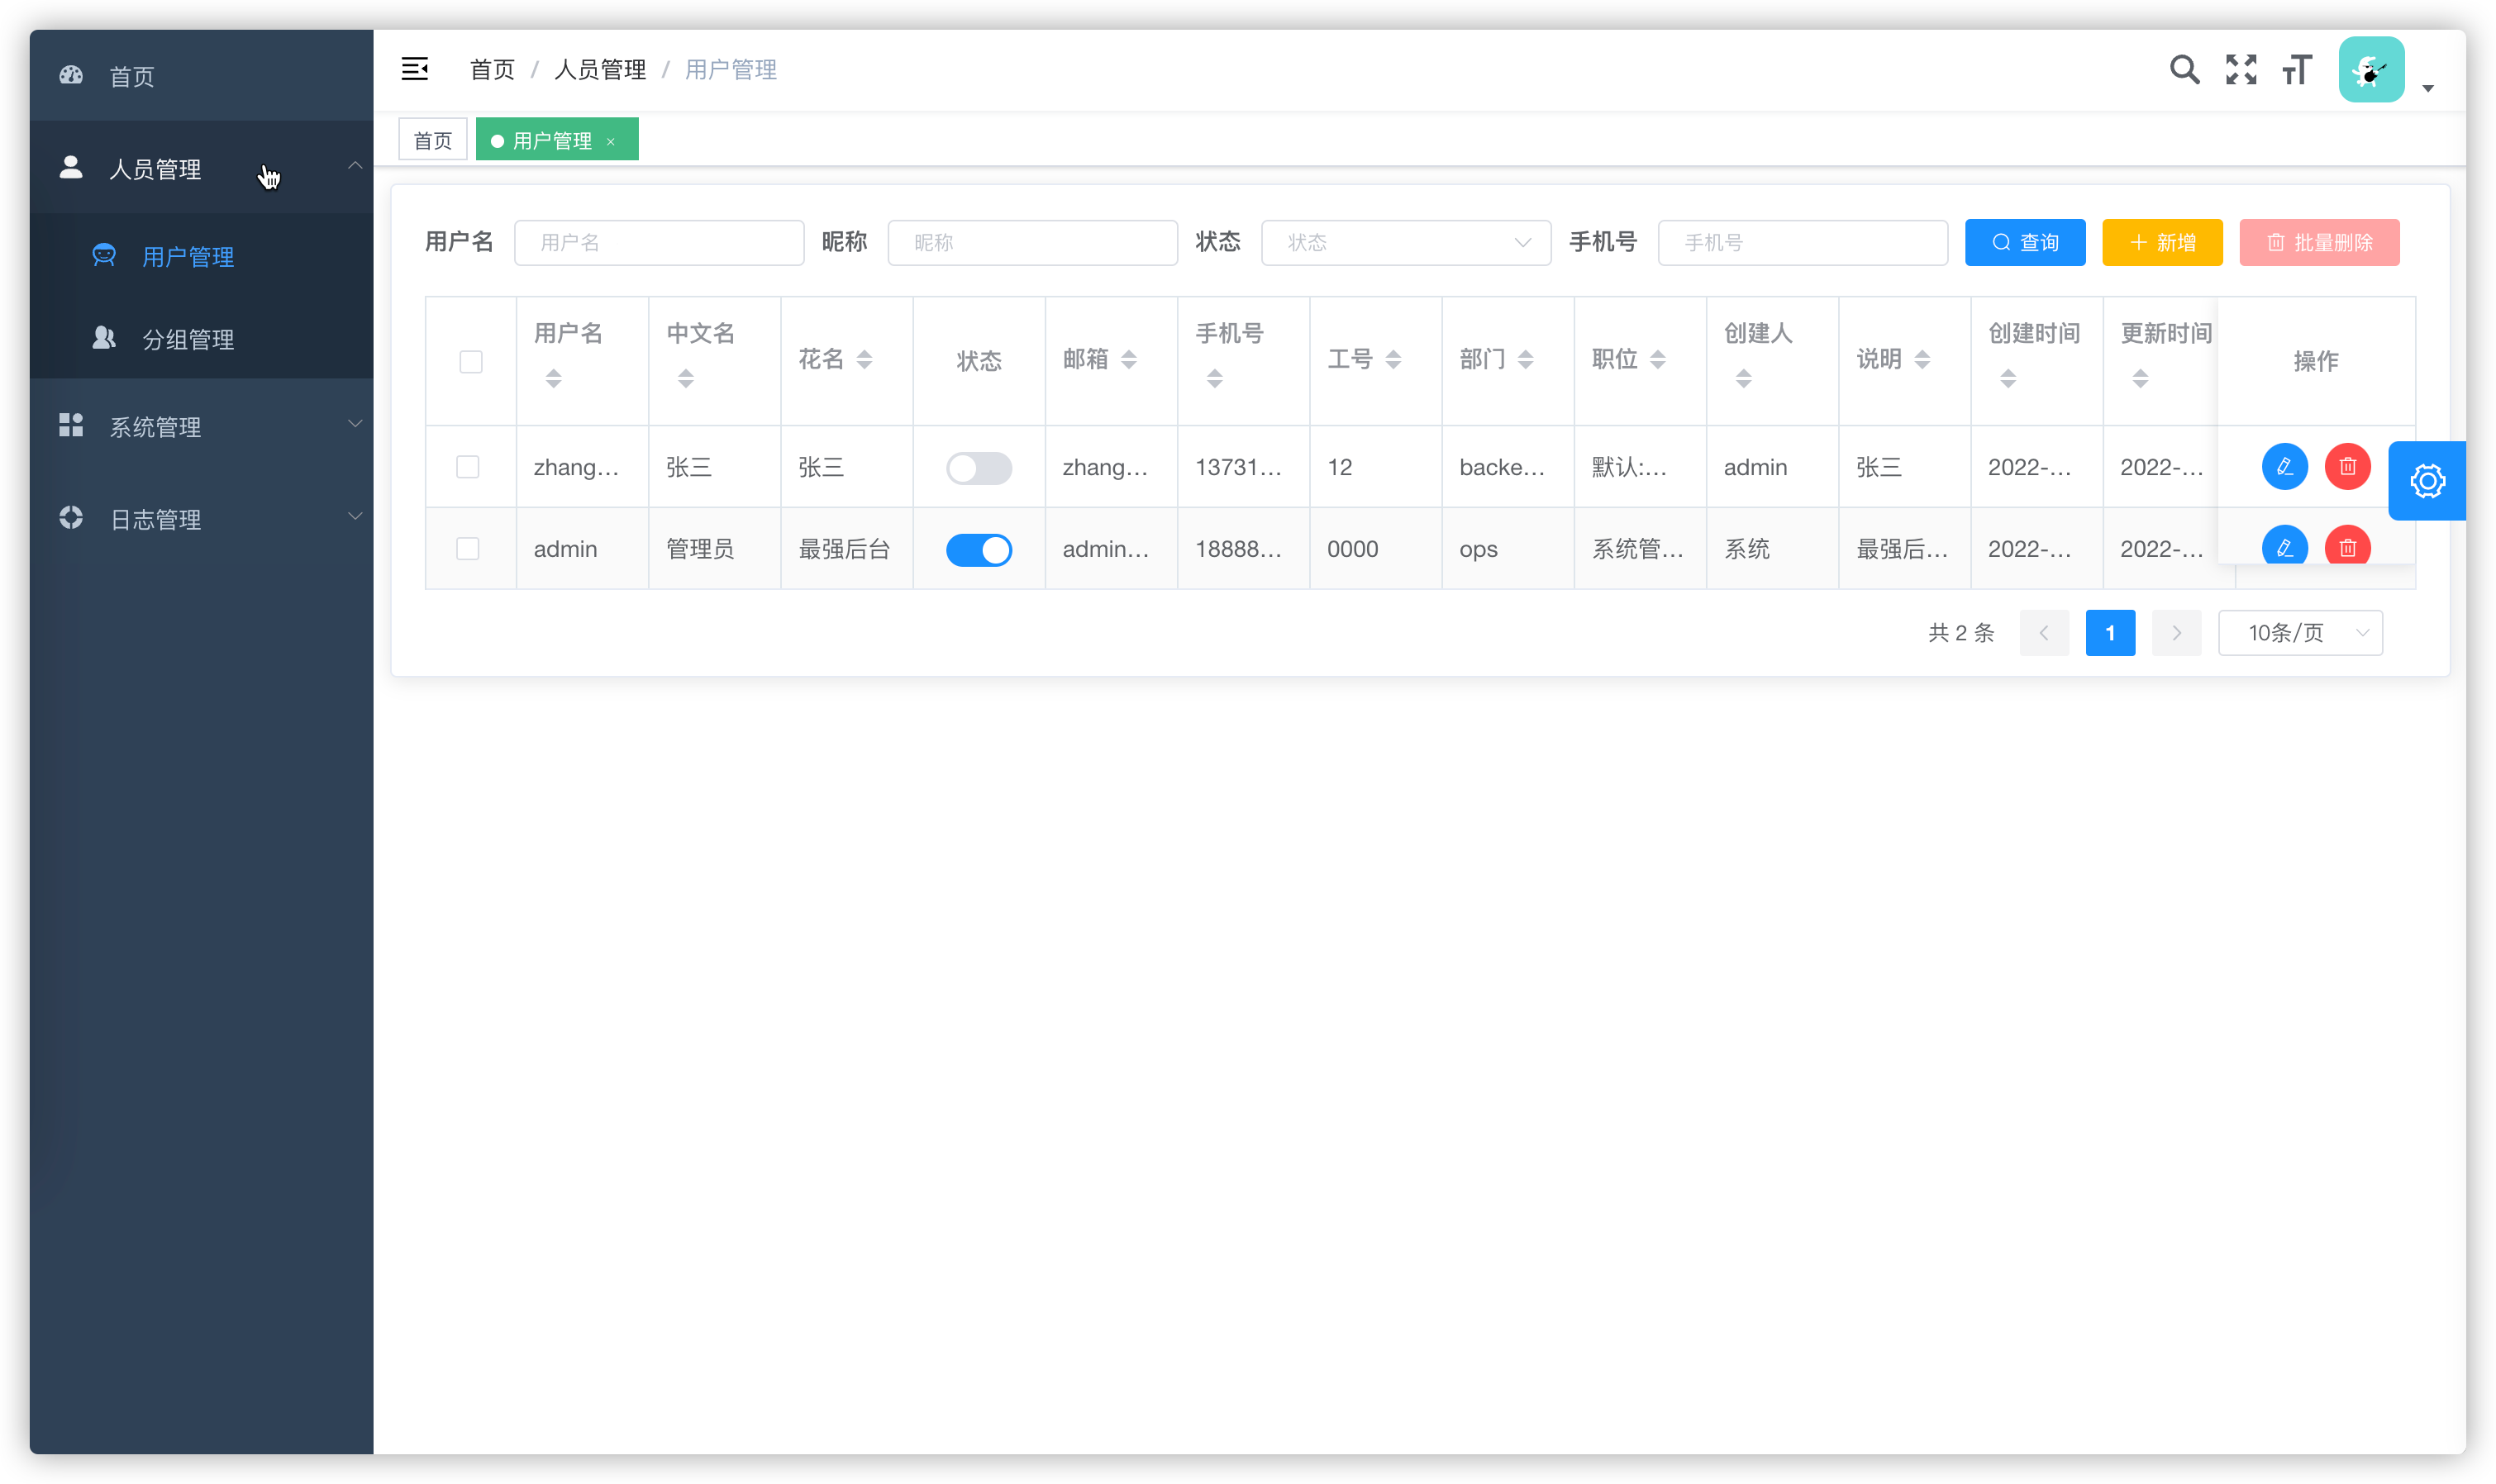 首页
人员管理
用户管理
分组管理
系统管理
日志管理
首页 / 人员管理 / 用户管理
首页
用户管理 ×
用户名 用户名 昵称 昵称 状态 状态 手机号 手机号 查询 新增 批量删除
用户名 中文名 花名 状态 邮箱 手机号 工号 部门 职位 创建人 说明 创建时间 更新时间 操作
zhang... 张三 张三 zhang... 13731... 12 backe... 默认:... admin 张三 2022-... 2022-...
admin 管理员 最强后台 admin... 18888... 0000 ops 系统管... 系统 最强后... 2022-... 2022-...
共 2 条 1 10条/页